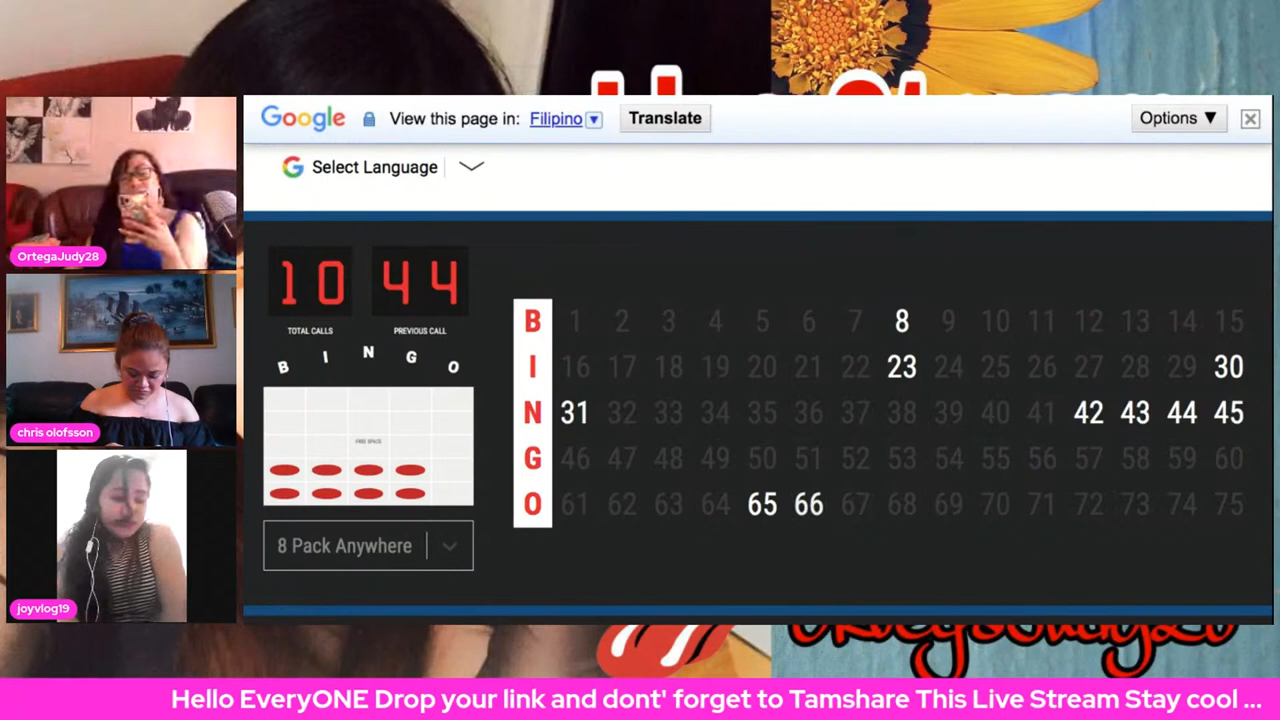 Google View this page in: Filipino ▼ Translate Options ▼
G Select Language
OrtegaJudy28
chris olofsson
joyvlog19
10 44
TOTAL CALLS PREVIOUS CALL
B I N G O
FREE SPACE
8 Pack Anywhere
B 1 2 3 4 5 6 7 8 9 10 11 12 13 14 15
I 16 17 18 19 20 21 22 23 24 25 26 27 28 29 30
N 31 32 33 34 35 36 37 38 39 40 41 42 43 44 45
G 46 47 48 49 50 51 52 53 54 55 56 57 58 59 60
O 61 62 63 64 65 66 67 68 69 70 71 72 73 74 75
Hello EveryONE Drop your link and dont' forget to Tamshare This Live Stream Stay cool ...